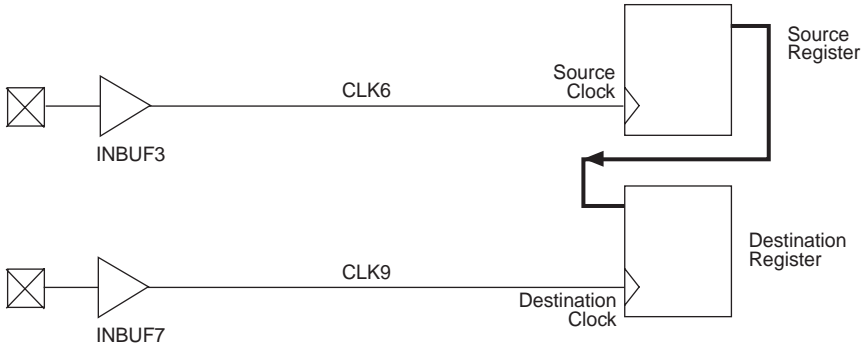 Source
Register
Source
Clock
CLK6
INBUF3
Destination
Register
CLK9
Destination
Clock
INBUF7